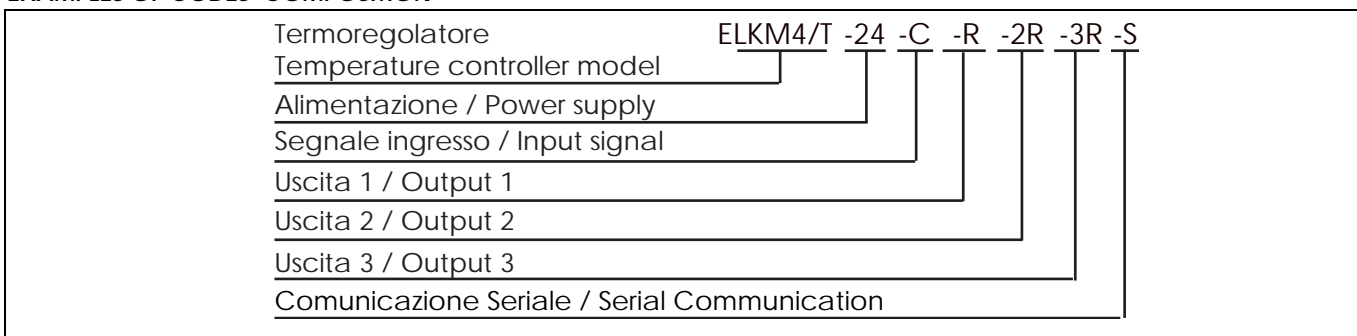 Termoregolatore ELKM4/T -24 -C -R -2R -3R -S
Temperature controller model
Alimentazione / Power supply
Segnale ingresso / Input signal
Uscita 1 / Output 1
Uscita 2 / Output 2
Uscita 3 / Output 3
Comunicazione Seriale / Serial Communication